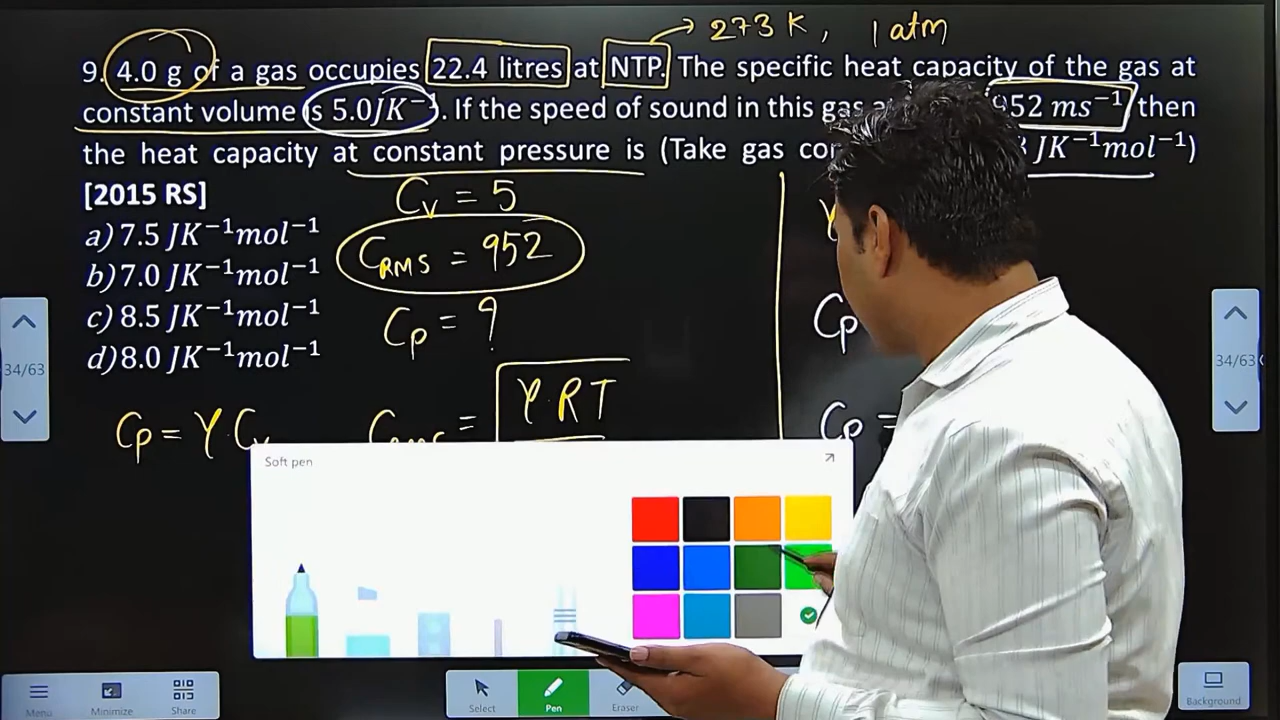 → 273 K, 1 atm
9. 4.0 g of a gas occupies 22.4 litres at NTP. The specific heat capacity of the gas at
constant volume is 5.0JK⁻ . If the speed of sound in this gas 952 ms⁻¹ then
the heat capacity at constant pressure is (Take gas JK⁻¹mol⁻¹)
[2015 RS]
a) 7.5 JK⁻¹mol⁻¹
b) 7.0 JK⁻¹mol⁻¹
c) 8.5 JK⁻¹mol⁻¹
d) 8.0 JK⁻¹mol⁻¹
Cv = 5
CRMS = 952
Cp = ?
Cp = γ·Cv
= √γ·RT
Cp
Cp =
34/63
34/63
Soft pen
Menu
Minimize
Share
Select
Pen
Eraser
Background